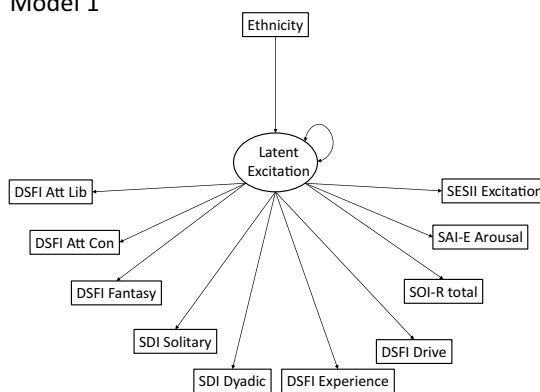 Model 1
Ethnicity
Latent
Excitation
DSFI Att Lib
SESII Excitation
DSFI Att Con
SAI-E Arousal
DSFI Fantasy
SOI-R total
SDI Solitary
DSFI Drive
SDI Dyadic
DSFI Experience